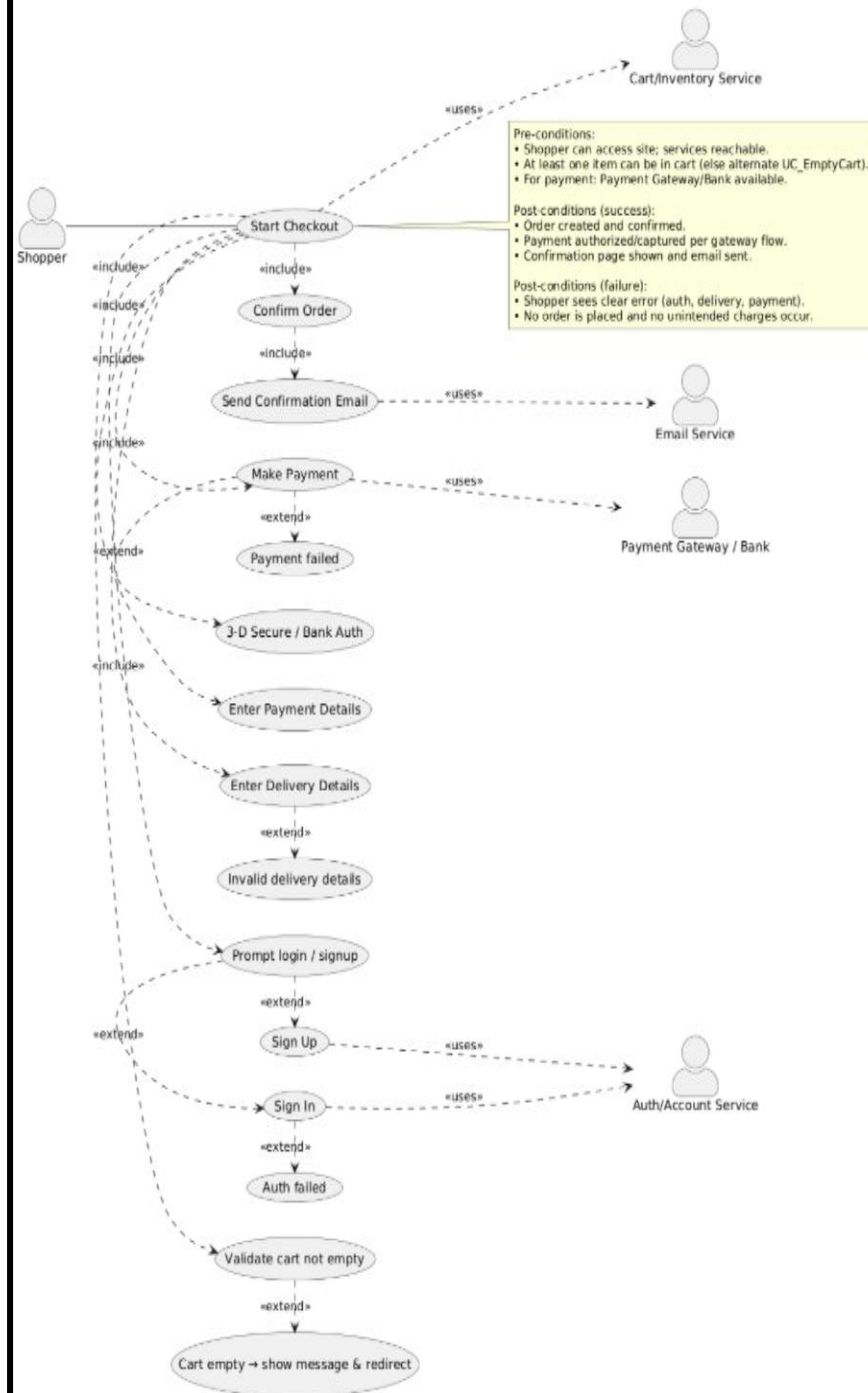 Cart/Inventory Service
«uses»
Pre-conditions:
• Shopper can access site; services reachable.
• At least one item can be in cart (else alternate UC_EmptyCart).
• For payment: Payment Gateway/Bank available.
Post-conditions (success):
• Order created and confirmed.
• Payment authorized/captured per gateway flow.
• Confirmation page shown and email sent.
Post-conditions (failure):
• Shopper sees clear error (auth, delivery, payment).
• No order is placed and no unintended charges occur.
Shopper
Start Checkout
«include»
«include»
«include»
Confirm Order
«include»
«include»
Send Confirmation Email
«uses»
Email Service
«include»
Make Payment
«uses»
Payment Gateway / Bank
«extend»
«extend»
Payment failed
3-D Secure / Bank Auth
«include»
Enter Payment Details
Enter Delivery Details
«extend»
Invalid delivery details
Prompt login / signup
«extend»
«extend»
Sign Up
«uses»
Sign In
«uses»
Auth/Account Service
«extend»
Auth failed
Validate cart not empty
«extend»
Cart empty → show message & redirect